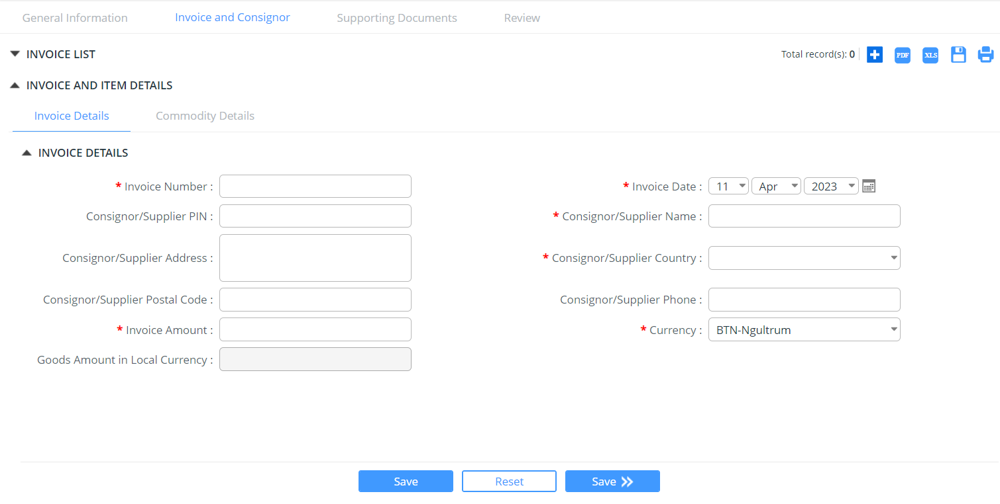 General Information Invoice and Consignor Supporting Documents Review
INVOICE LIST Total record(s): 0 PDF XLS
INVOICE AND ITEM DETAILS
Invoice Details Commodity Details
INVOICE DETAILS
* Invoice Number : * Invoice Date : 11 Apr 2023
Consignor/Supplier PIN : * Consignor/Supplier Name :
Consignor/Supplier Address : * Consignor/Supplier Country :
Consignor/Supplier Postal Code : Consignor/Supplier Phone :
* Invoice Amount : * Currency : BTN-Ngultrum
Goods Amount in Local Currency :
Save Reset Save